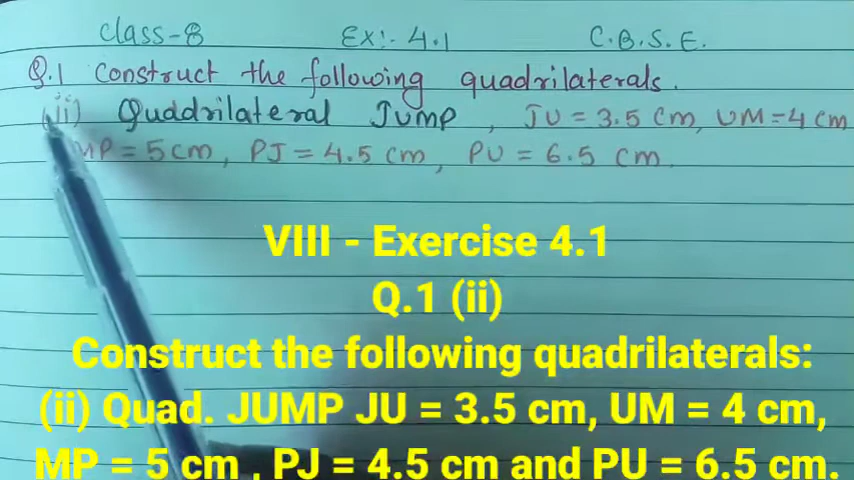 Class-8 Ex:- 4.1 C.B.S.E.
Q.1 Construct the following quadrilaterals.
(ii) Quddrilateral JUMP, JU = 3.5 cm, UM = 4 cm
MP = 5 cm, PJ = 4.5 cm, PU = 6.5 cm.
VIII - Exercise 4.1
Q.1 (ii)
Construct the following quadrilaterals:
(ii) Quad. JUMP JU = 3.5 cm, UM = 4 cm,
MP = 5 cm , PJ = 4.5 cm and PU = 6.5 cm.